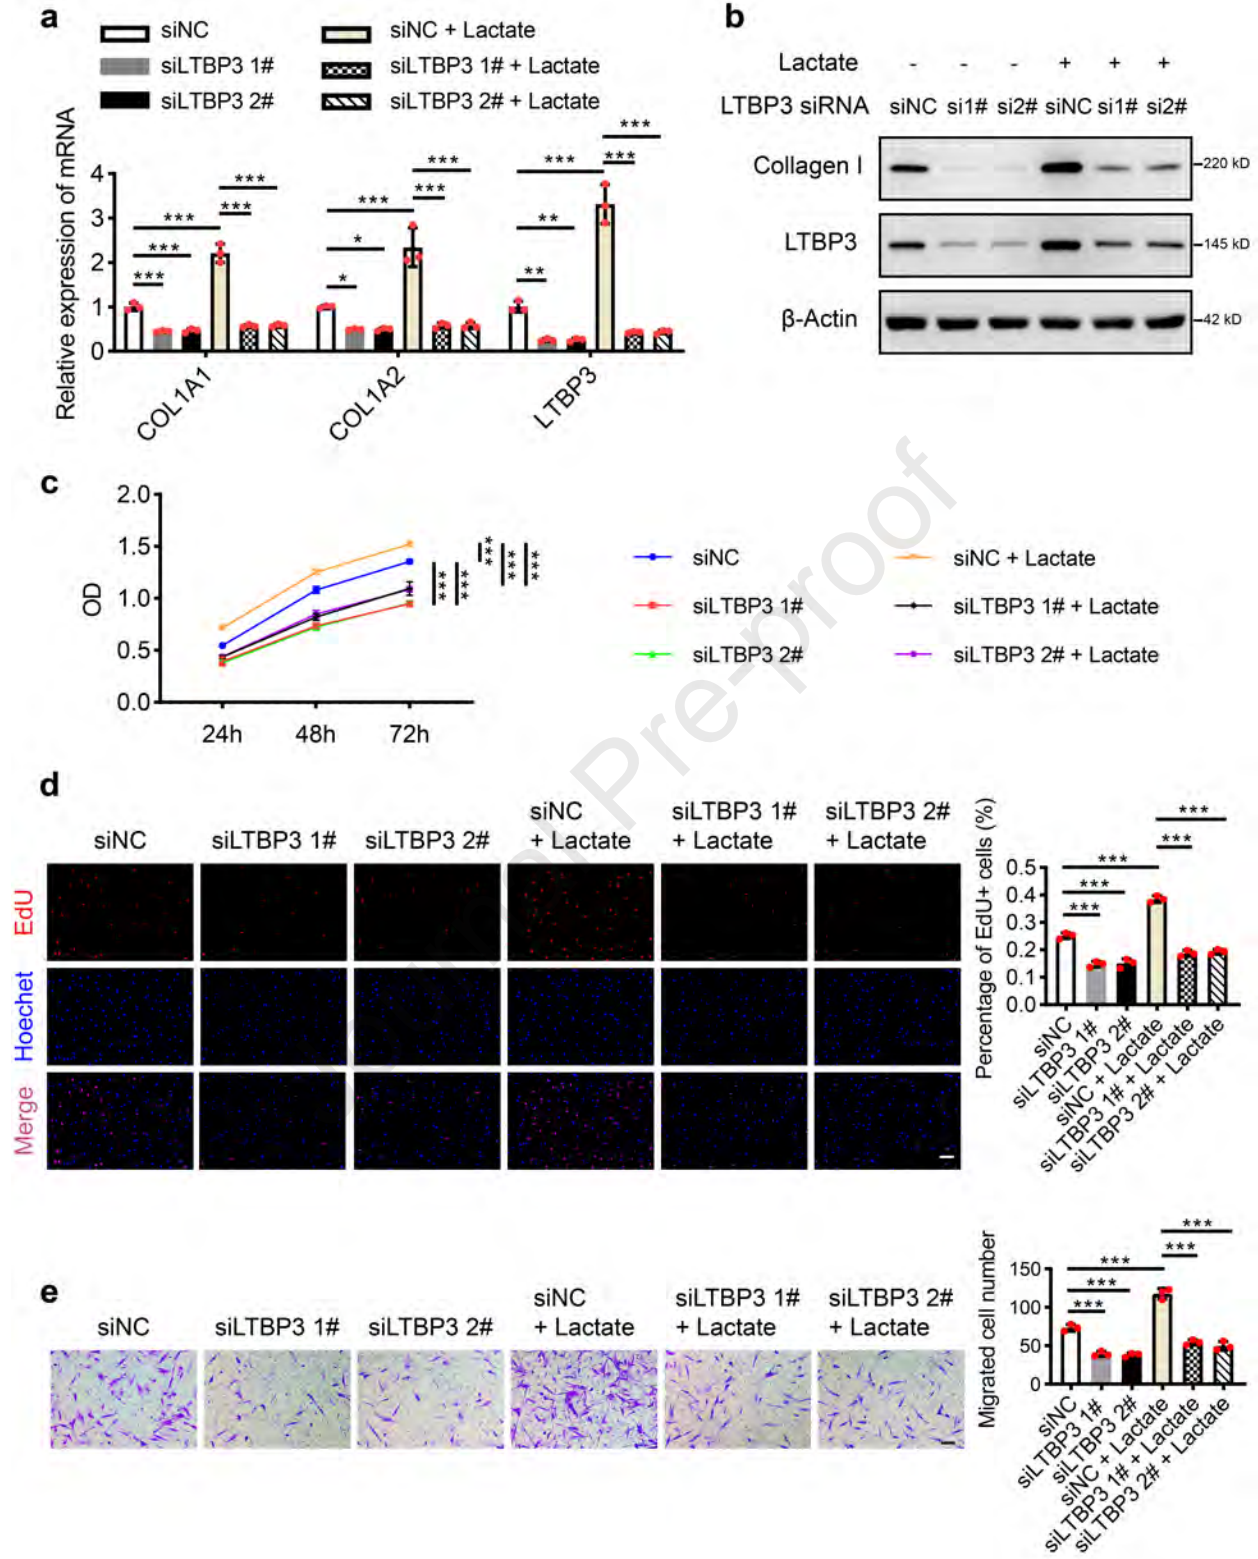 a
siNC
siLTBP3 1#
siLTBP3 2#
siNC + Lactate
siLTBP3 1# + Lactate
siLTBP3 2# + Lactate
Relative expression of mRNA
4
3
2
1
0
*** *** *** *** ***
* * *** *** ***
** ** *** *** ***
COL1A1
COL1A2
LTBP3
b
Lactate - - - + + +
LTBP3 siRNA siNC si1# si2# siNC si1# si2#
Collagen I 220 kD
LTBP3 145 kD
β-Actin 42 kD
c
OD
2.0
1.5
1.0
0.5
0.0
24h 48h 72h
*** *** *** *** ***
siNC
siLTBP3 1#
siLTBP3 2#
siNC + Lactate
siLTBP3 1# + Lactate
siLTBP3 2# + Lactate
Journal Pre-proof
d
siNC
siLTBP3 1#
siLTBP3 2#
siNC
+ Lactate
siLTBP3 1#
+ Lactate
siLTBP3 2#
+ Lactate
EdU
Hoechet
Merge
Percentage of EdU+ cells (%)
0.5
0.4
0.3
0.2
0.1
0.0
*** *** *** *** ***
siNC
siLTBP3 1#
siLTBP3 2#
siNC + Lactate
siLTBP3 1# + Lactate
siLTBP3 2# + Lactate
e
siNC
siLTBP3 1#
siLTBP3 2#
siNC
+ Lactate
siLTBP3 1#
+ Lactate
siLTBP3 2#
+ Lactate
Migrated cell number
150
100
50
0
*** *** *** *** ***
siNC
siLTBP3 1#
siLTBP3 2#
siNC + Lactate
siLTBP3 1# + Lactate
siLTBP3 2# + Lactate